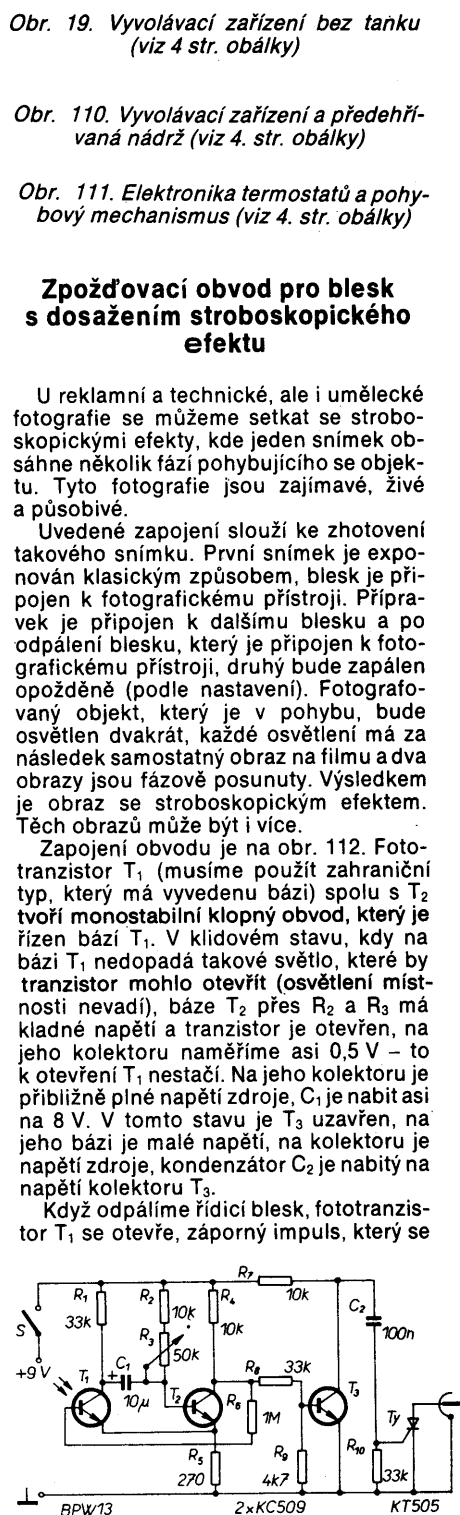 Obr. 19. Vyvolávací zařízení bez tanku
(viz 4 str. obálky)
Obr. 110. Vyvolávací zařízení a předehří-
vaná nádrž (viz 4. str. obálky)
Obr. 111. Elektronika termostatů a pohy-
bový mechanismus (viz 4. str. obálky)
Zpožďovací obvod pro blesk
s dosažením stroboskopického
efektu
U reklamní a technické, ale i umělecké
fotografie se můžeme setkat se strobo-
skopickými efekty, kde jeden snímek ob-
sáhne několik fází pohybujícího se objek-
tu. Tyto fotografie jsou zajímavé, živé
a působivé.
Uvedené zapojení slouží ke zhotovení
takového snímku. První snímek je expo-
nován klasickým způsobem, blesk je při-
pojen k fotografickému přístroji. Přípra-
vek je připojen k dalšímu blesku a po
odpálení blesku, který je připojen k foto-
grafickému přístroji, druhý bude zapálen
opožděně (podle nastavení). Fotografo-
vaný objekt, který je v pohybu, bude
osvětlen dvakrát, každé osvětlení má za
následek samostatný obraz na filmu a dva
obrazy jsou fázově posunuty. Výsledkem
je obraz se stroboskopickým efektem.
Těch obrazů může být i více.
Zapojení obvodu je na obr. 112. Foto-
tranzistor T₁ (musíme použít zahraniční
typ, který má vyvedenu bázi) spolu s T₂
tvoří monostabilní klopný obvod, který je
řízen bází T₁. V klidovém stavu, kdy na
bázi T₁ nedopadá takové světlo, které by
tranzistor mohlo otevřít (osvětlení míst-
nosti nevadí), báze T₂ přes R₂ a R₃ má
kladné napětí a tranzistor je otevřen, na
jeho kolektoru naměříme asi 0,5 V – to
k otevření T₁ nestačí. Na jeho kolektoru je
přibližně plné napětí zdroje, C₁ je nabit asi
na 8 V. V tomto stavu je T₃ uzavřen, na
jeho bázi je malé napětí, na kolektoru je
napětí zdroje, kondenzátor C₂ je nabitý na
napětí kolektoru T₃.
Když odpálíme řídicí blesk, fototranzis-
tor T₁ se otevře, záporný impuls, který se
R₁
33k
R₂
10k
R₃
50k
R₄
10k
R₇
10k
C₂
100n
S
+9 V
T₁
C₁
+
10µ
T₂
R₆
1M
R₈
33k
T₃
Ty
R₅
270
R₉
4k7
R₁₀
33k
BPW13
2×KC509
KT505